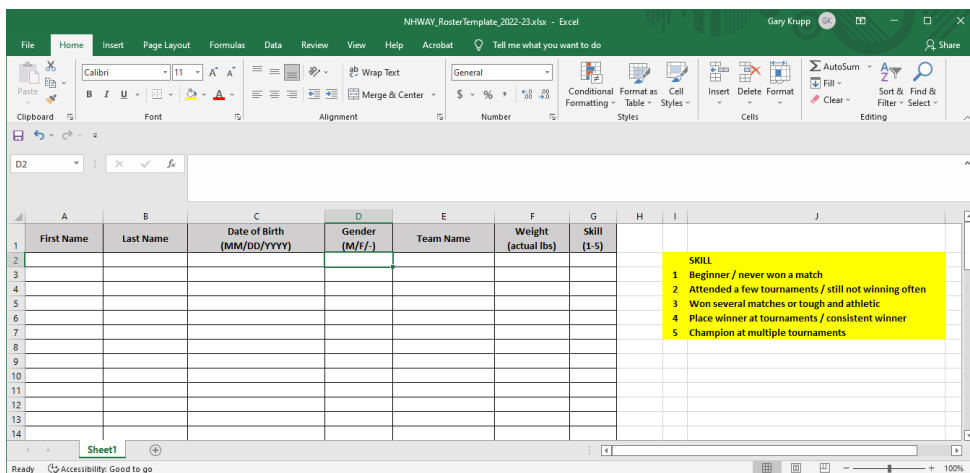 NHWAY_RosterTemplate_2022-23.xlsx - Excel
Gary Krupp GK
File Home Insert Page Layout Formulas Data Review View Help Acrobat Tell me what you want to do Share
Paste
Calibri 11
Wrap Text
General
Conditional Formatting
Format as Table
Cell Styles
Insert Delete Format
AutoSum
Fill
Clear
Sort & Filter
Find & Select
B I U
A
Merge & Center
$ % ,
Clipboard Font Alignment Number Styles Cells Editing
D2 fx
A B C D E F G H I J
1 First Name Last Name Date of Birth (MM/DD/YYYY) Gender (M/F/-) Team Name Weight (actual lbs) Skill (1-5)
2 SKILL
3 1 Beginner / never won a match
4 2 Attended a few tournaments / still not winning often
5 3 Won several matches or tough and athletic
6 4 Place winner at tournaments / consistent winner
7 5 Champion at multiple tournaments
8
9
10
11
12
13
14
Sheet1
Ready Accessibility: Good to go 100%